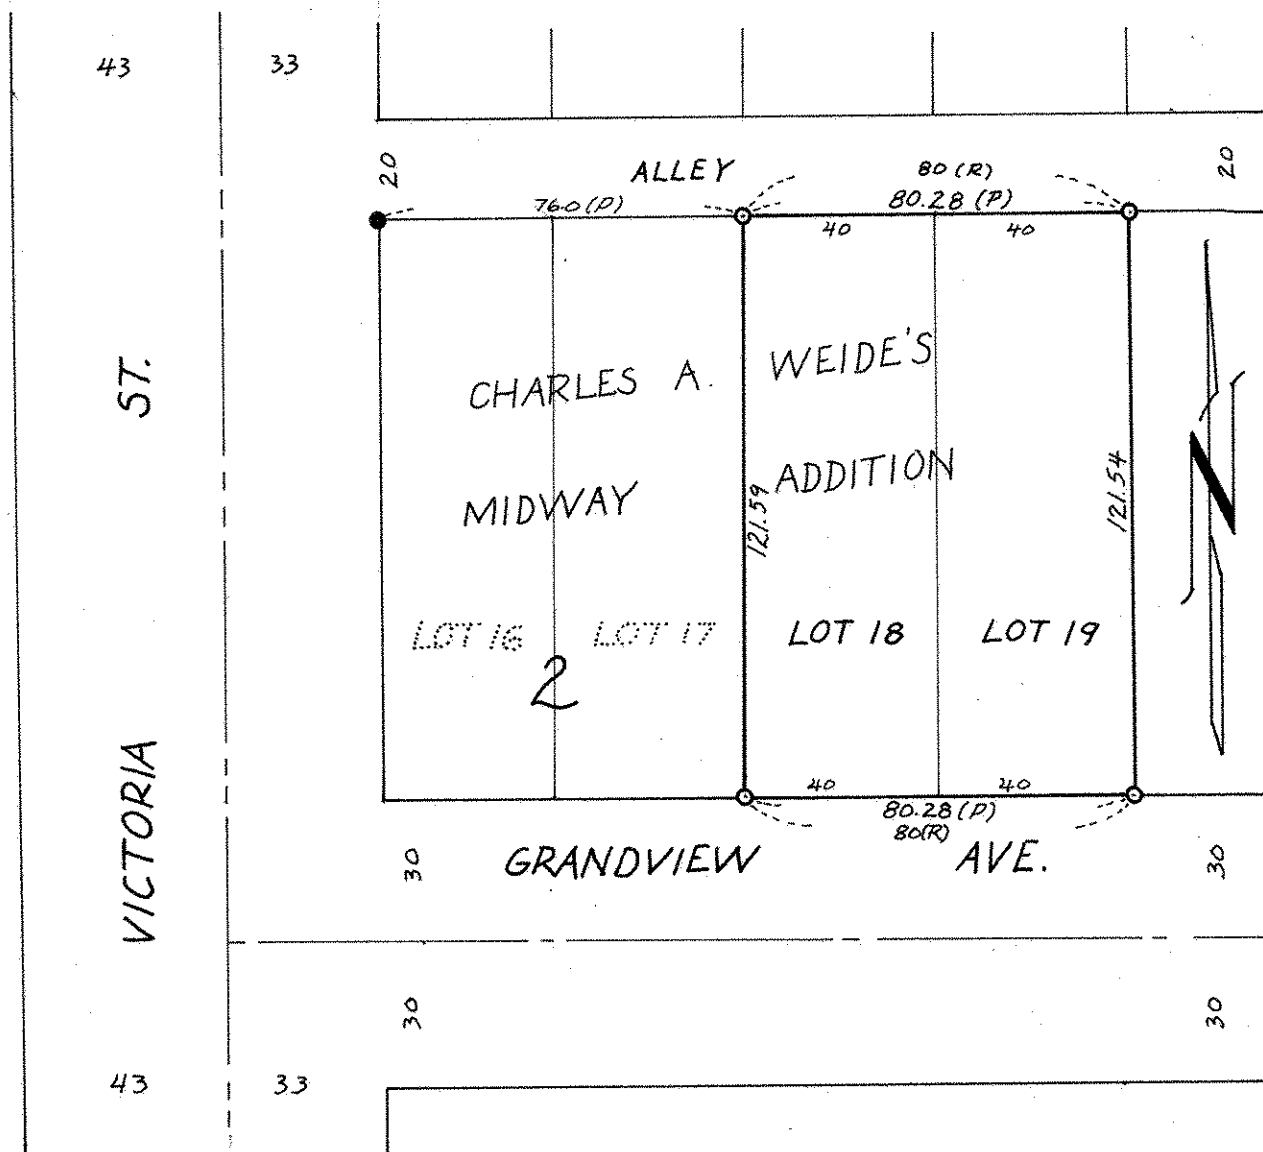 43 33
20 ALLEY 80 (R) 20
760 (P) 80.28 (P)
40 40
CHARLES A. WEIDE'S
ST.
MIDWAY ADDITION
121.59 121.54
N
LOT 16 LOT 17 LOT 18 LOT 19
2
VICTORIA
40 40
80.28 (P)
80(R)
30 GRANDVIEW AVE. 30
30 30
43 33